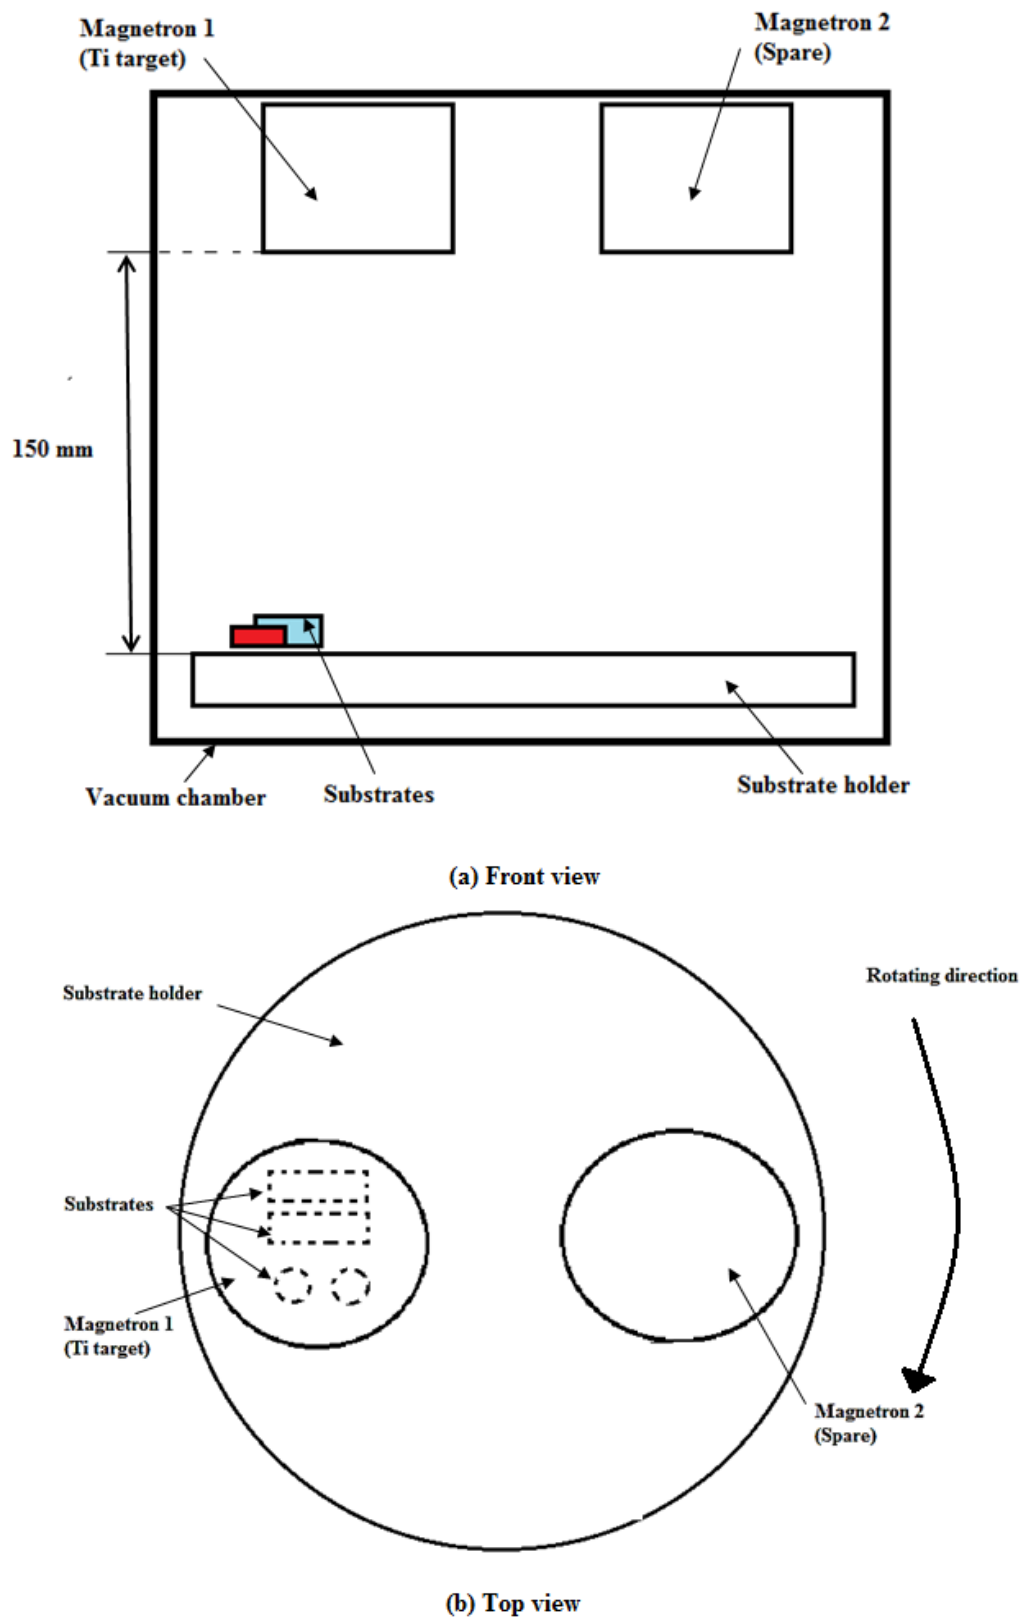 Magnetron 1
(Ti target)
Magnetron 2
(Spare)
150 mm
Vacuum chamber
Substrates
Substrate holder
(a) Front view
Substrate holder
Rotating direction
Substrates
Magnetron 1
(Ti target)
Magnetron 2
(Spare)
(b) Top view